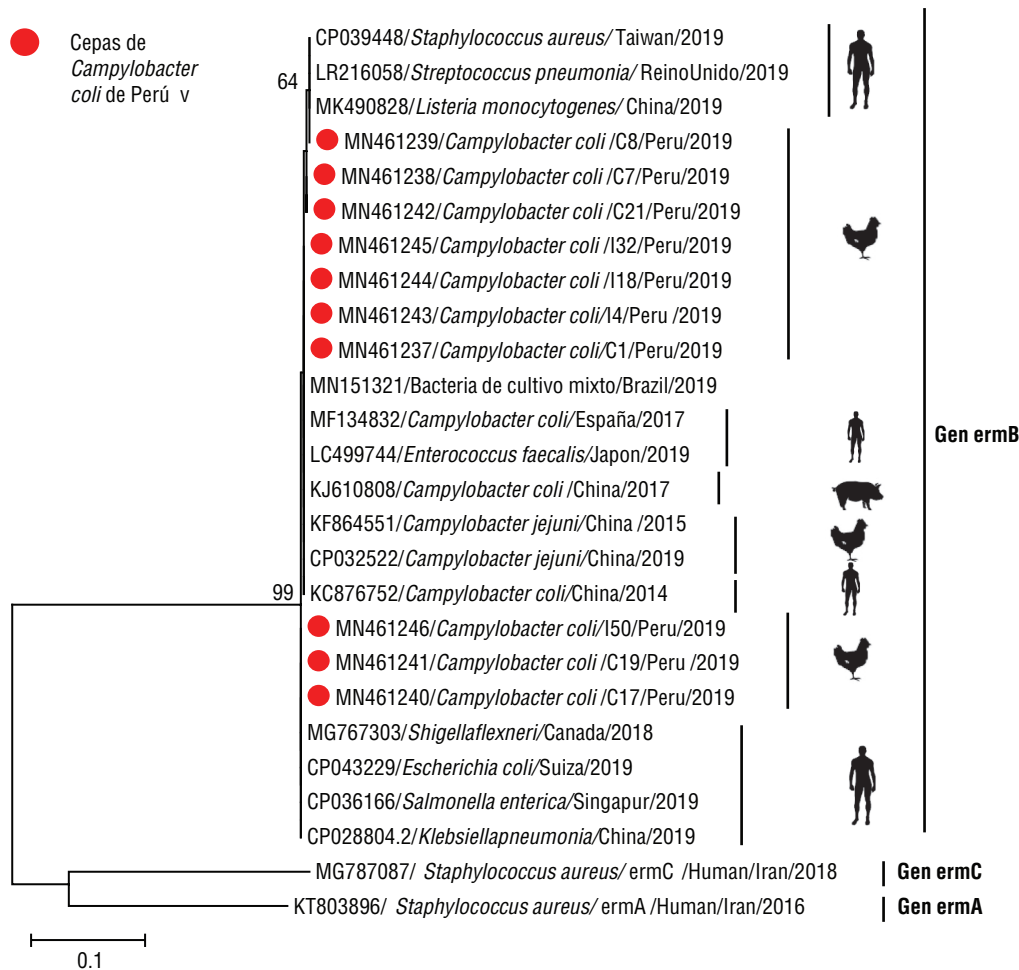 Cepas de
Campylobacter
coli de Perú v
64
CP039448/Staphylococcus aureus/Taiwan/2019
LR216058/Streptococcus pneumonia/ReinoUnido/2019
MK490828/Listeria monocytogenes/China/2019
MN461239/Campylobacter coli /C8/Peru/2019
MN461238/Campylobacter coli /C7/Peru/2019
MN461242/Campylobacter coli /C21/Peru/2019
MN461245/Campylobacter coli /I32/Peru/2019
MN461244/Campylobacter coli /I18/Peru/2019
MN461243/Campylobacter coli/I4/Peru /2019
MN461237/Campylobacter coli/C1/Peru/2019
MN151321/Bacteria de cultivo mixto/Brazil/2019
MF134832/Campylobacter coli/España/2017
Gen ermB
LC499744/Enterococcus faecalis/Japon/2019
KJ610808/Campylobacter coli /China/2017
KF864551/Campylobacter jejuni/China /2015
CP032522/Campylobacter jejuni/China/2019
99
KC876752/Campylobacter coli/China/2014
MN461246/Campylobacter coli/I50/Peru/2019
MN461241/Campylobacter coli /C19/Peru /2019
MN461240/Campylobacter coli /C17/Peru/2019
MG767303/Shigellaflexneri/Canada/2018
CP043229/Escherichia coli/Suiza/2019
CP036166/Salmonella enterica/Singapur/2019
CP028804.2/Klebsiellapneumonia/China/2019
MG787087/ Staphylococcus aureus/ ermC /Human/Iran/2018 Gen ermC
KT803896/ Staphylococcus aureus/ ermA /Human/Iran/2016 Gen ermA
0.1